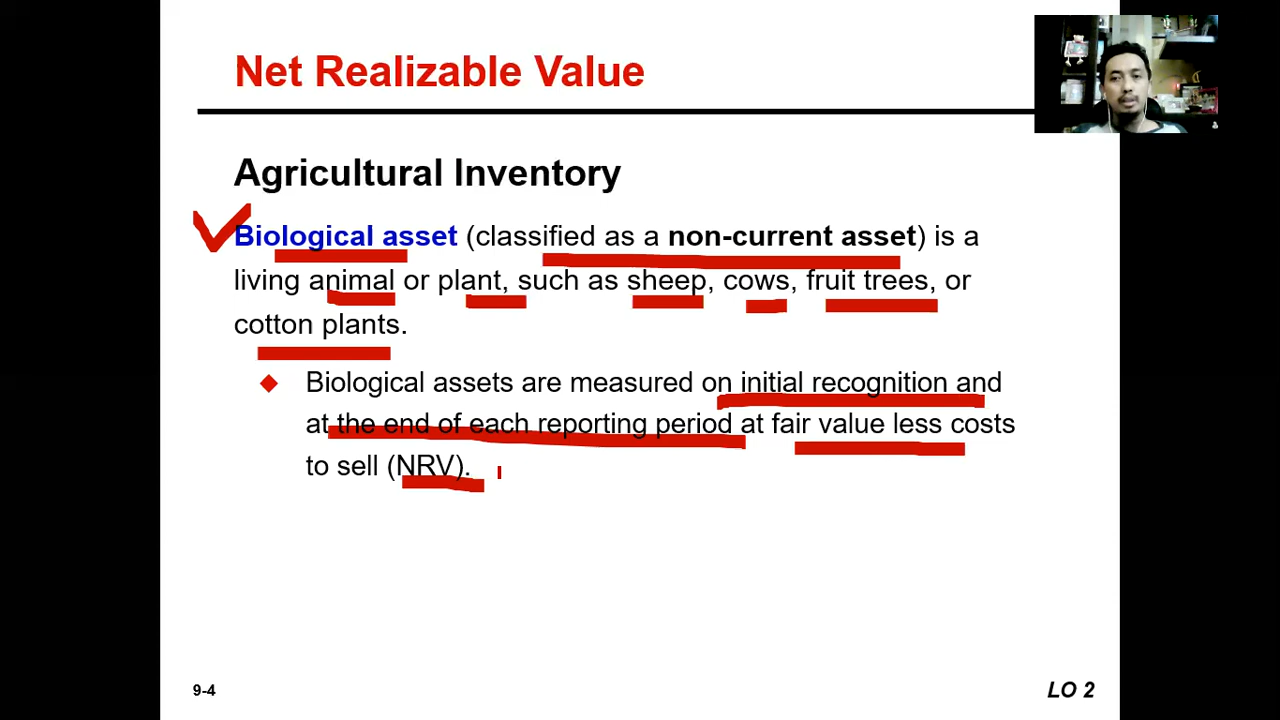 Net Realizable Value
Agricultural Inventory
Biological asset (classified as a non-current asset) is a
living animal or plant, such as sheep, cows, fruit trees, or
cotton plants.
Biological assets are measured on initial recognition and
at the end of each reporting period at fair value less costs
to sell (NRV).
9-4
LO 2